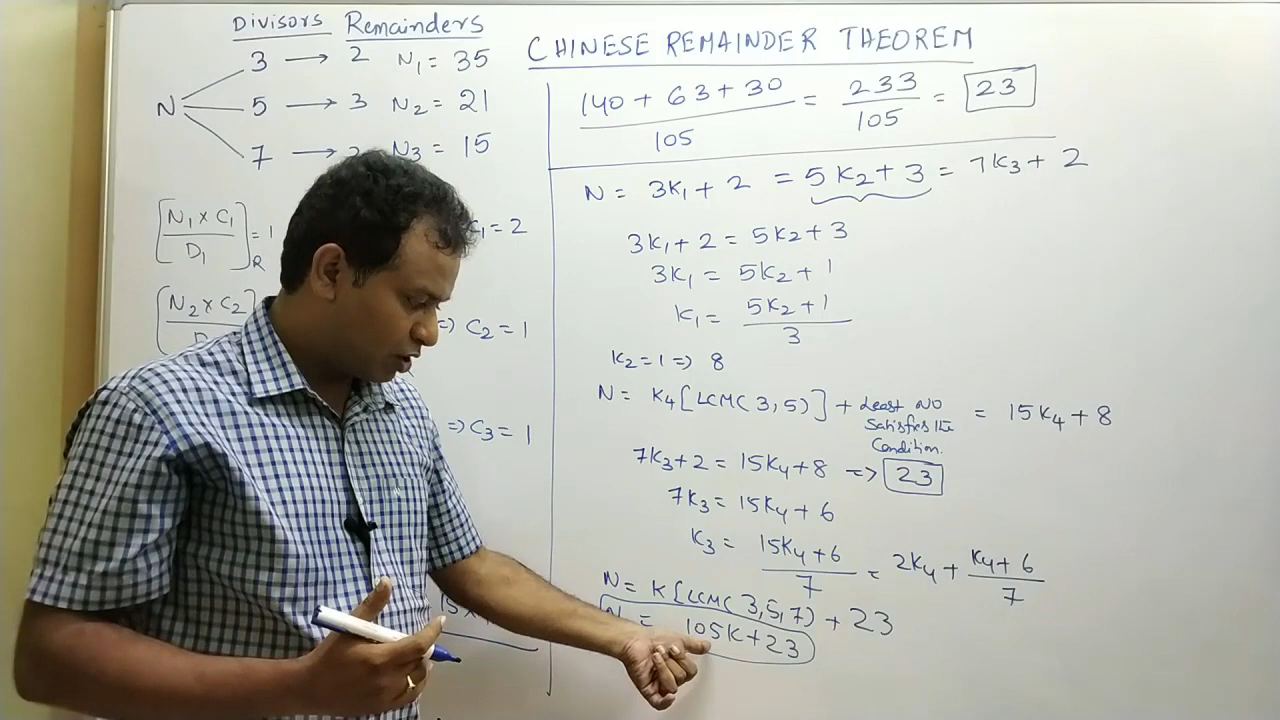 Divisors Remainders
3 → 2 N₁ = 35
N 5 → 3 N₂ = 21
7 → N₃ = 15
[N₁ x C₁ / D₁]R = 1
C₁ = 2
[N₂ x C₂ / D
=> C₂ = 1
=> C₃ = 1
15 x
CHINESE REMAINDER THEOREM
140 + 63 + 30 / 105 = 233 / 105 = 23
N = 3K₁ + 2 = 5K₂ + 3 = 7K₃ + 2
3K₁ + 2 = 5K₂ + 3
3K₁ = 5K₂ + 1
K₁ = 5K₂ + 1 / 3
K₂ = 1 => 8
N = K₄[LCM(3,5)] + Least No Satisfies the Condition. = 15K₄ + 8
7K₃ + 2 = 15K₄ + 8 => 23
7K₃ = 15K₄ + 6
K₃ = 15K₄ + 6 / 7 = 2K₄ + K₄ + 6 / 7
N = K[LCM(3,5,7) + 23
N = 105K + 23